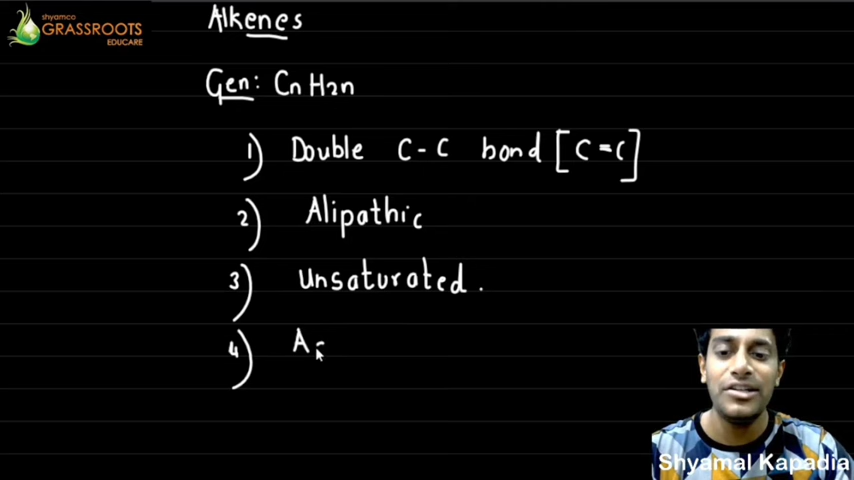 shyamco
GRASSROOTS
EDUCARE
Alkenes
Gen: CnH2n
1) Double C-C bond [C=C]
2) Alipathic
3) Unsaturated.
4) A
Shyamal Kapadia